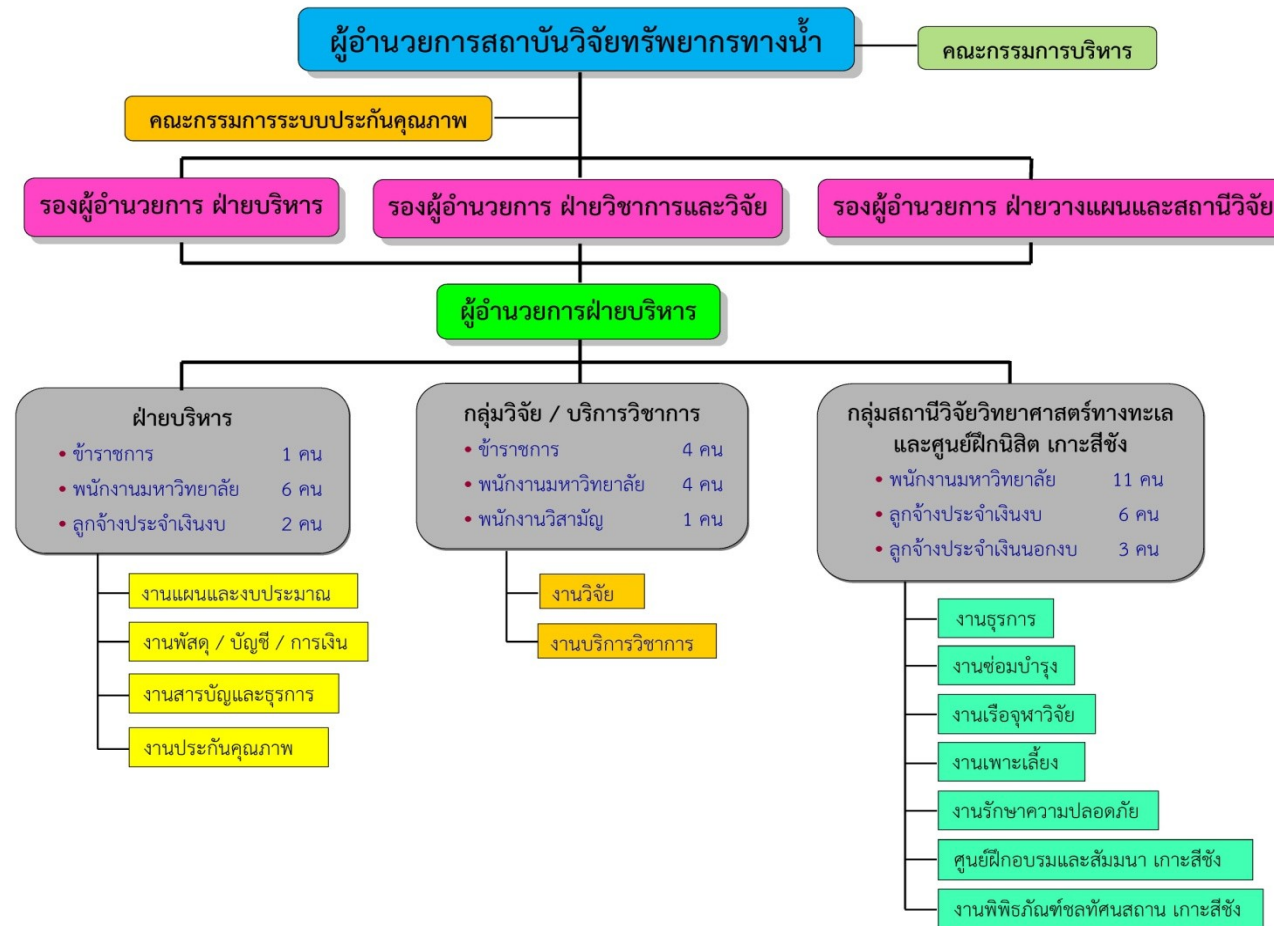 ผู้อำนวยการสถาบันวิจัยทรัพยากรทางน้ำ
คณะกรรมการบริหาร
คณะกรรมการระบบประกันคุณภาพ
รองผู้อำนวยการ ฝ่ายบริหาร
รองผู้อำนวยการ ฝ่ายวิชาการและวิจัย
รองผู้อำนวยการ ฝ่ายวางแผนและสถานีวิจัย
ผู้อำนวยการฝ่ายบริหาร
ฝ่ายบริหาร
• ข้าราชการ 1 คน
• พนักงานมหาวิทยาลัย 6 คน
• ลูกจ้างประจำเงินงบ 2 คน
งานแผนและงบประมาณ
งานพัสดุ / บัญชี / การเงิน
งานสารบัญและธุรการ
งานประกันคุณภาพ
กลุ่มวิจัย / บริการวิชาการ
• ข้าราชการ 4 คน
• พนักงานมหาวิทยาลัย 4 คน
• พนักงานวิสามัญ 1 คน
งานวิจัย
งานบริการวิชาการ
กลุ่มสถานีวิจัยวิทยาศาสตร์ทางทะเล
และศูนย์ฝึกนิสิต เกาะสีชัง
• พนักงานมหาวิทยาลัย 11 คน
• ลูกจ้างประจำเงินงบ 6 คน
• ลูกจ้างประจำเงินนอกงบ 3 คน
งานธุรการ
งานซ่อมบำรุง
งานเรือจุฬาวิจัย
งานเพาะเลี้ยง
งานรักษาความปลอดภัย
ศูนย์ฝึกอบรมและสัมมนา เกาะสีชัง
งานพิพิธภัณฑ์ชลทัศนสถาน เกาะสีชัง